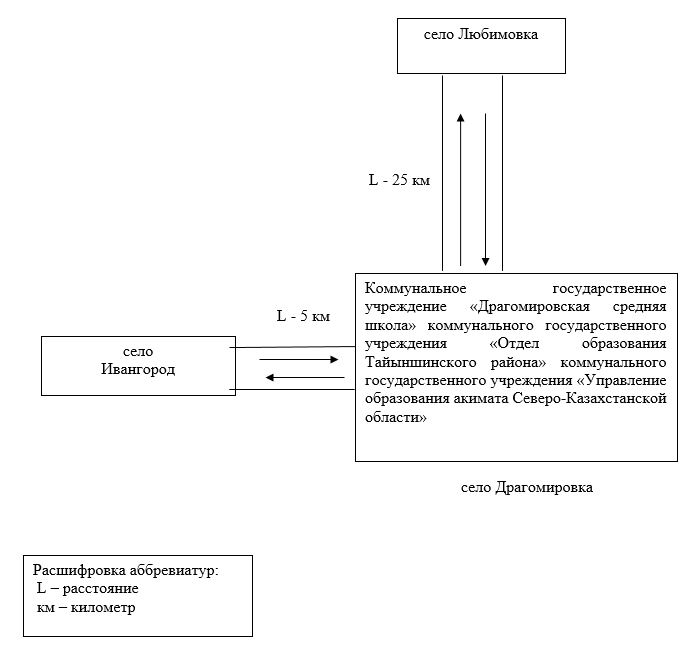 село Любимовка
L - 25 км
Коммунальное государственное
учреждение «Драгомировская средняя
школа» коммунального государственного
учреждения «Отдел образования
Тайыншинского района» коммунального
государственного учреждения «Управление
образования акимата Северо-Казахстанской
области»
L - 5 км
село
Ивангород
село Драгомировка
Расшифровка аббревиатур:
L – расстояние
км – километр